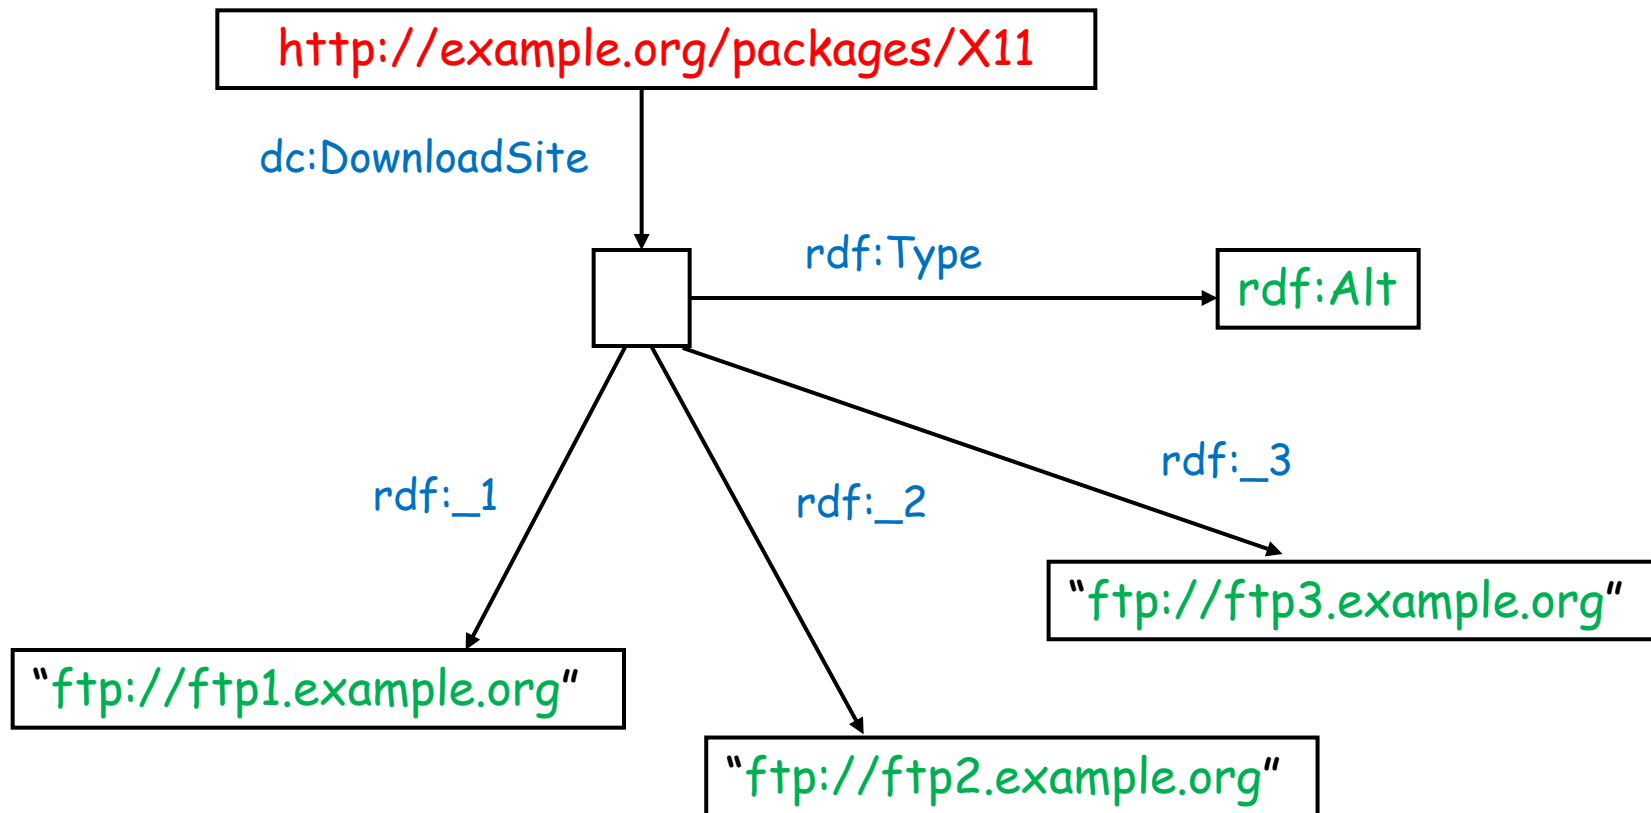 http://example.org/packages/X11
dc:DownloadSite
rdf:Type
rdf:Alt
rdf:_1
rdf:_2
rdf:_3
“ftp://ftp3.example.org”
“ftp://ftp1.example.org”
“ftp://ftp2.example.org”